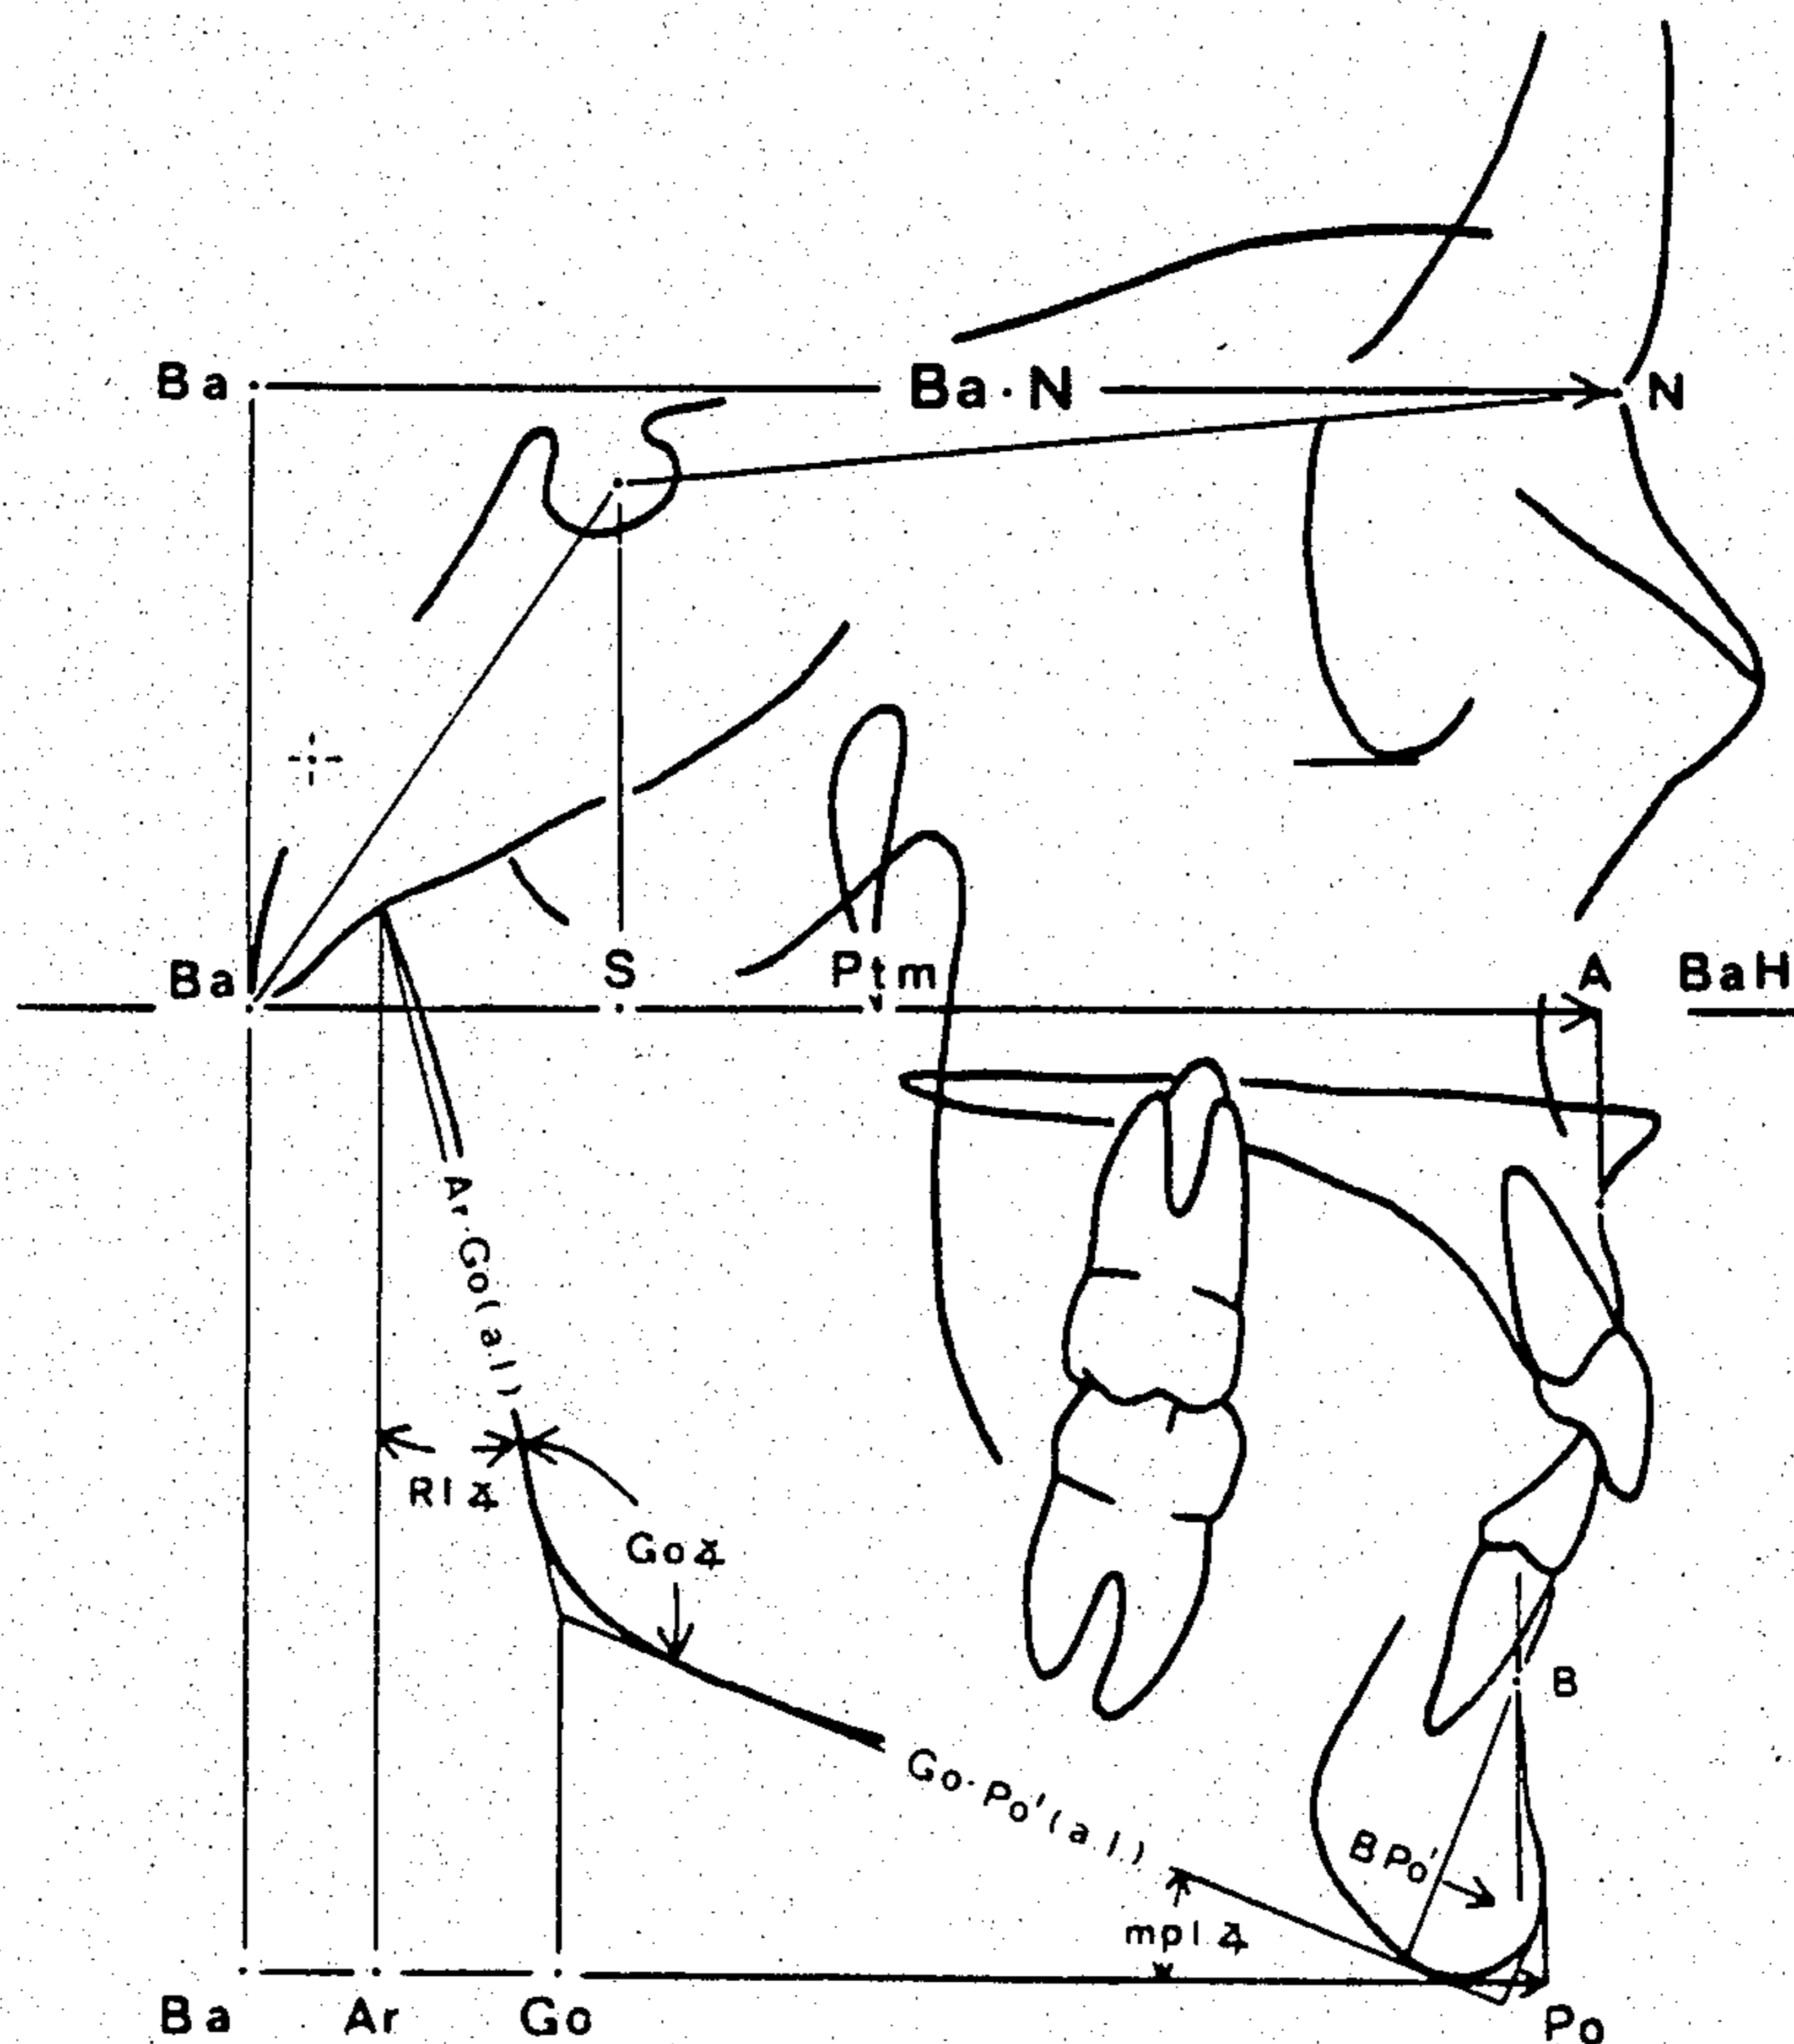 Ba Ba·N N
Ba S Ptm A BaH
Ar·Go(a.l)
Rl∡
Go∡
B
Go·Po'(a.l.)
BPo'
mpl∡
Ba Ar Go Po